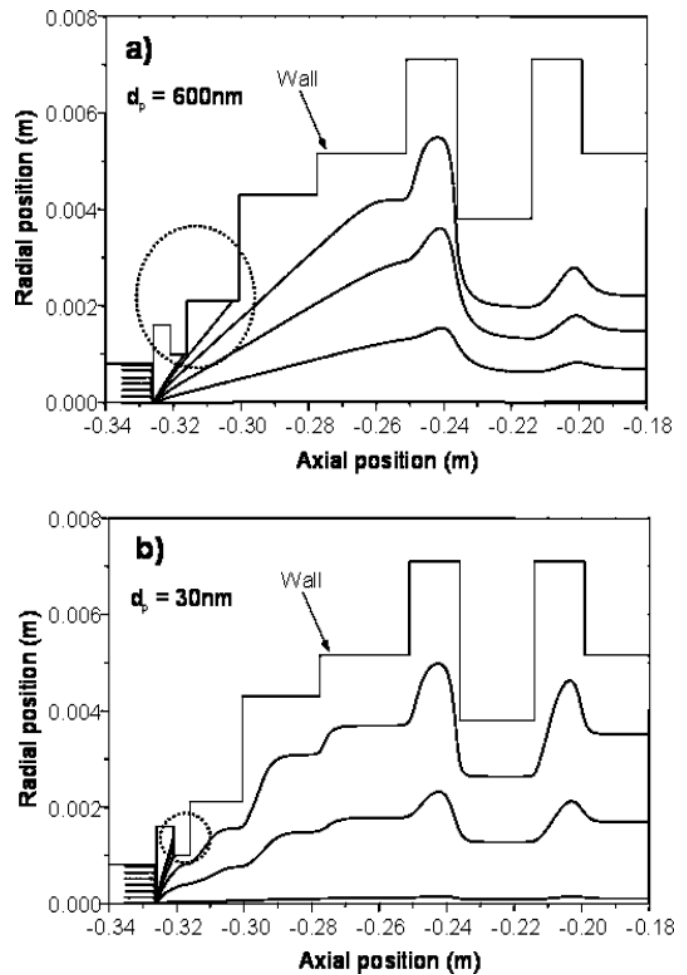 0.008
a)
Wall
dp = 600nm
0.006
0.004
0.002
0.000
Radial position (m)
-0.34 -0.32 -0.30 -0.28 -0.26 -0.24 -0.22 -0.20 -0.18
Axial position (m)
0.008
b)
Wall
dp = 30nm
0.006
0.004
0.002
0.000
Radial position (m)
-0.34 -0.32 -0.30 -0.28 -0.26 -0.24 -0.22 -0.20 -0.18
Axial position (m)